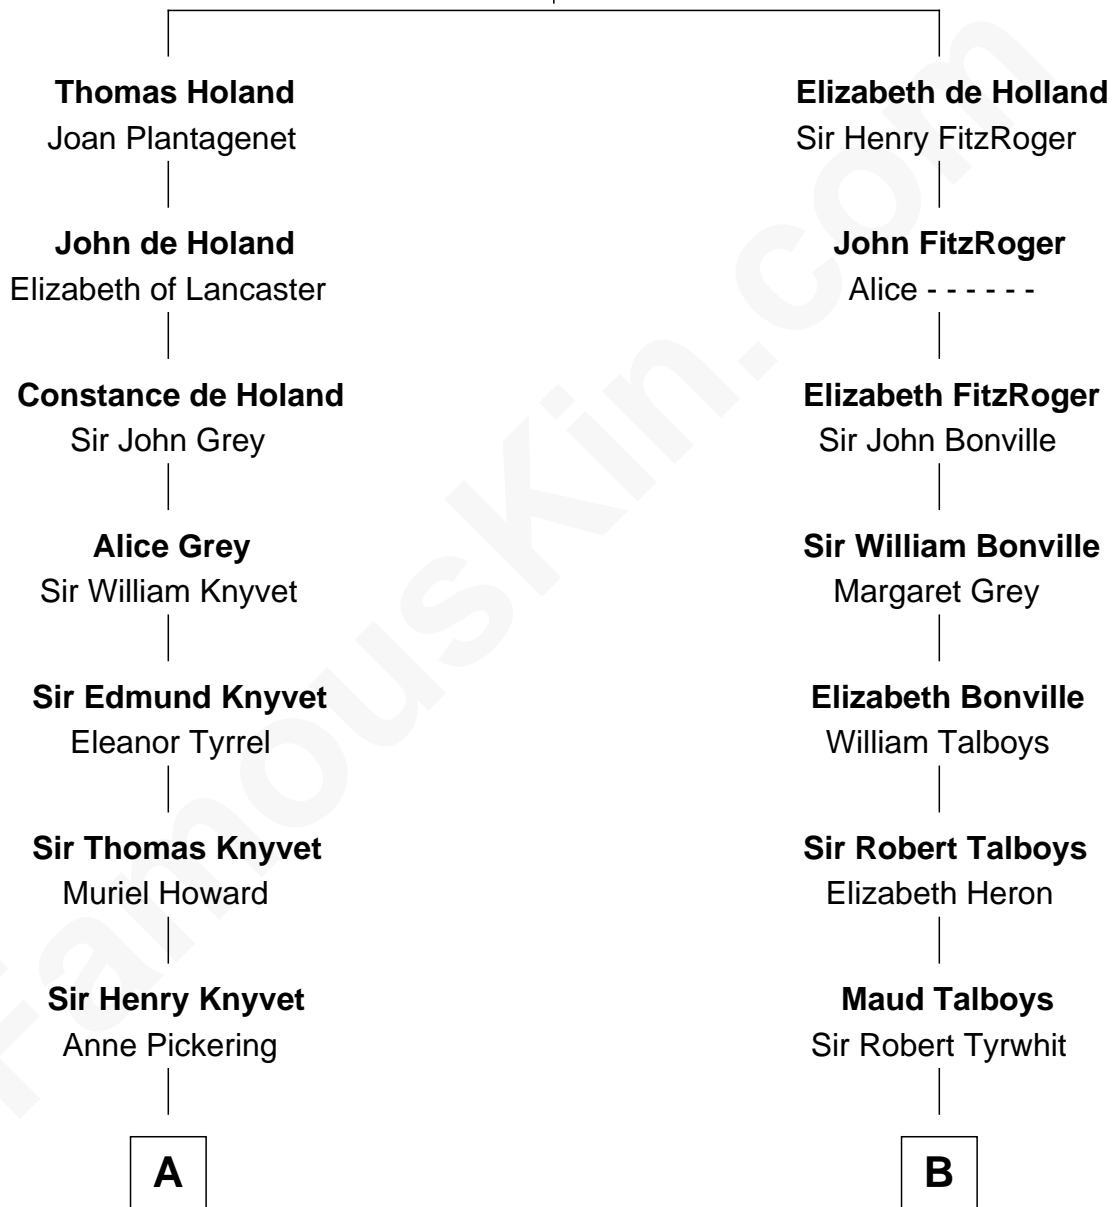 Thomas Holand
Joan Plantagenet
John de Holand
Elizabeth of Lancaster
Constance de Holand
Sir John Grey
Alice Grey
Sir William Knyvet
Sir Edmund Knyvet
Eleanor Tyrrel
Sir Thomas Knyvet
Muriel Howard
Sir Henry Knyvet
Anne Pickering
A
Elizabeth de Holland
Sir Henry FitzRoger
John FitzRoger
Alice - - - - - -
Elizabeth FitzRoger
Sir John Bonville
Sir William Bonville
Margaret Grey
Elizabeth Bonville
William Talboys
Sir Robert Talboys
Elizabeth Heron
Maud Talboys
Sir Robert Tyrwhit
B
FamousKin.com